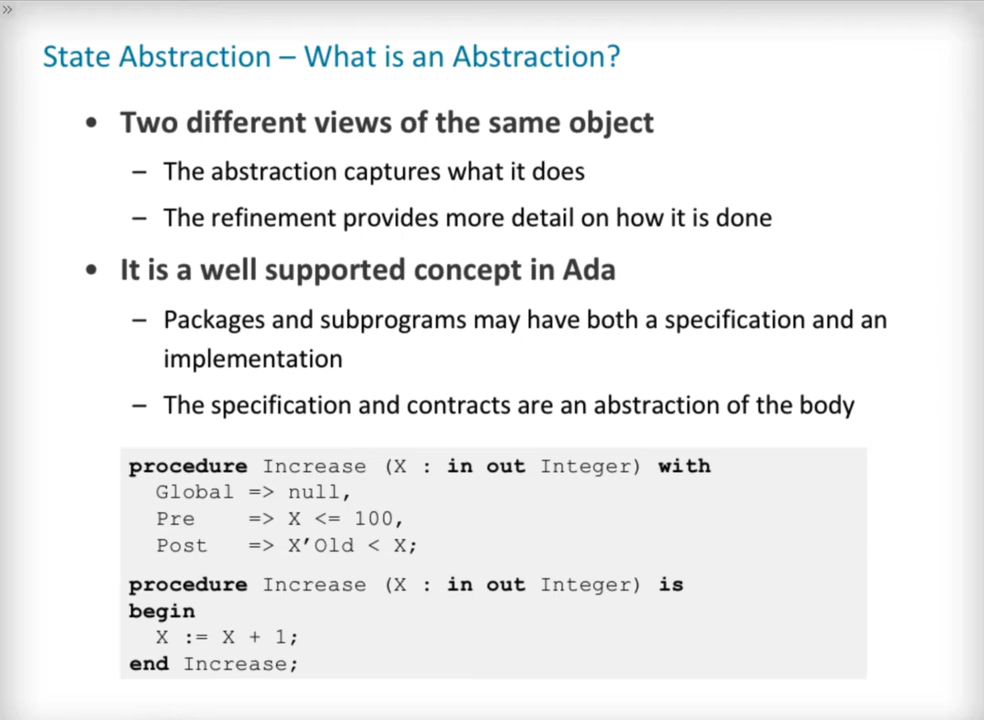 »
State Abstraction – What is an Abstraction?
• Two different views of the same object
– The abstraction captures what it does
– The refinement provides more detail on how it is done
• It is a well supported concept in Ada
– Packages and subprograms may have both a specification and an
implementation
– The specification and contracts are an abstraction of the body
procedure Increase (X : in out Integer) with
  Global => null,
  Pre    => X <= 100,
  Post   => X’Old < X;
procedure Increase (X : in out Integer) is
begin
  X := X + 1;
end Increase;